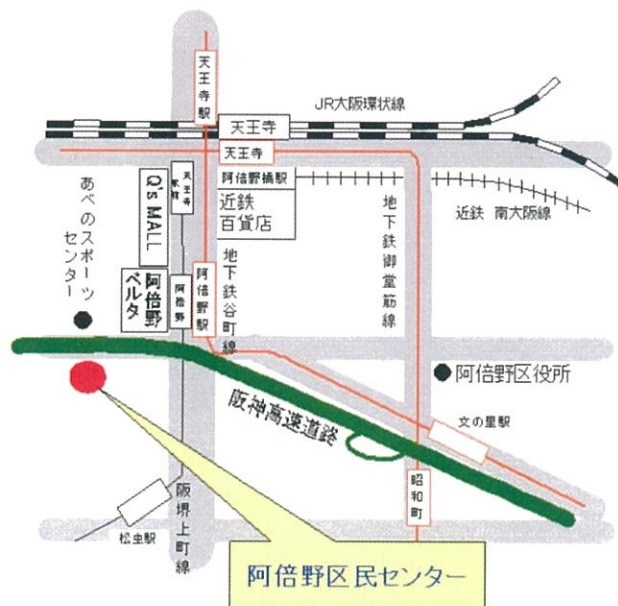 天王寺駅
JR大阪環状線
天王寺
天王寺
天王寺
駅前
阿倍野橋駅
近鉄
百貨店
近鉄 南大阪線
Q's MALL
あべのスポーツ
センター
地下鉄谷町線
地下鉄御堂筋線
阿倍野
ベルタ
阿倍野
阿倍野駅
阿倍野区役所
阪神高速道路
文の里駅
昭和町
阪堺上町線
松虫駅
阿倍野区民センター